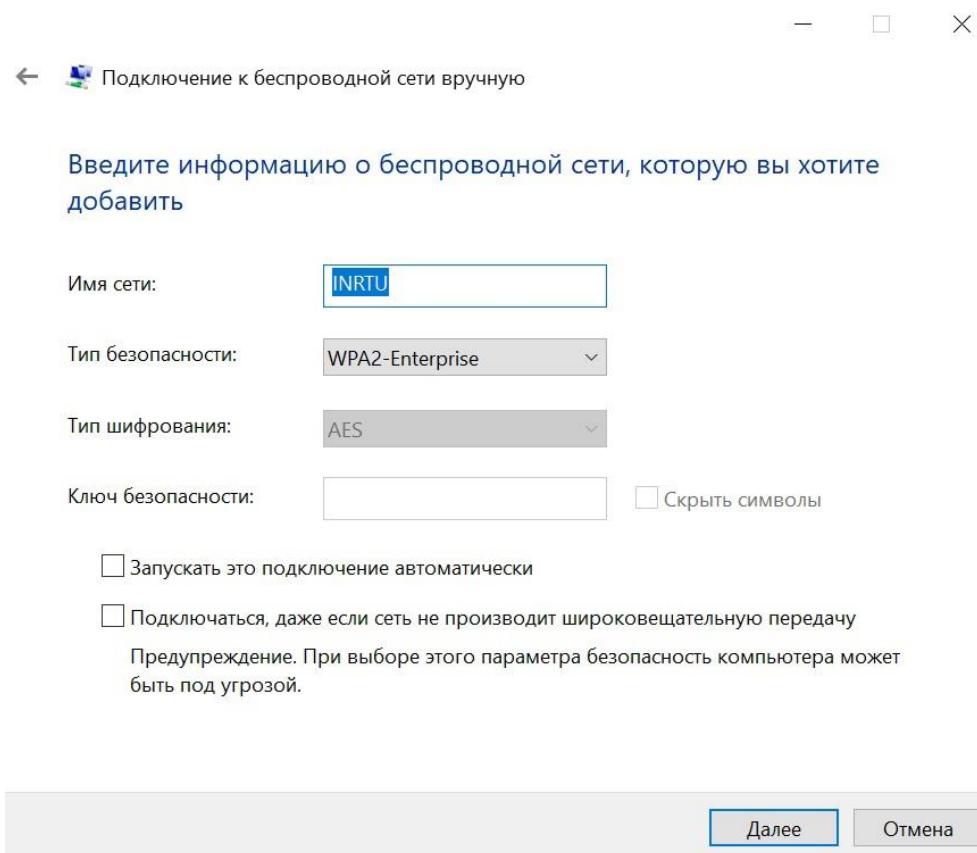 Подключение к беспроводной сети вручную
Введите информацию о беспроводной сети, которую вы хотите
добавить
Имя сети:
INRTU
Тип безопасности:
WPA2-Enterprise
Тип шифрования:
AES
Ключ безопасности:
Скрыть символы
Запускать это подключение автоматически
Подключаться, даже если сеть не производит широковещательную передачу
Предупреждение. При выборе этого параметра безопасность компьютера может
быть под угрозой.
Далее
Отмена